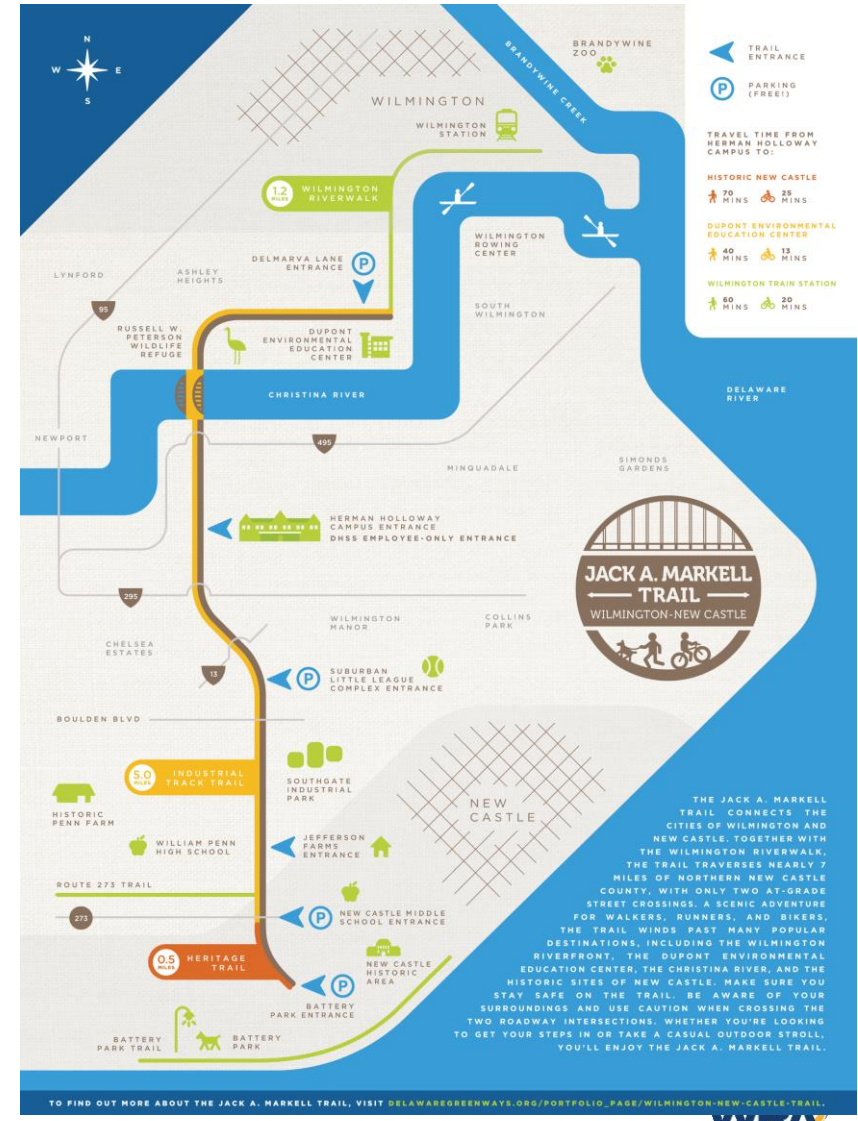 N
W E
S
BRANDYWINE CREEK
BRANDYWINE
ZOO
WILMINGTON
WILMINGTON
STATION
TRAIL
ENTRANCE
P
PARKING
(FREE!)
TRAVEL TIME FROM
HERMAN HOLLOWAY
CAMPUS TO:
HISTORIC NEW CASTLE
70 MINS 25 MINS
DUPONT ENVIRONMENTAL
EDUCATION CENTER
40 MINS 13 MINS
WILMINGTON TRAIN STATION
60 MINS 20 MINS
1.2 MILES
WILMINGTON
RIVERWALK
WILMINGTON
ROWING
CENTER
DELMARVA LANE
ENTRANCE
P
LYNFORD
ASHLEY
HEIGHTS
95
SOUTH
WILMINGTON
RUSSELL W.
PETERSON
WILDLIFE
REFUGE
DUPONT
ENVIRONMENTAL
EDUCATION
CENTER
CHRISTINA RIVER
DELAWARE
RIVER
NEWPORT
495
MINQUADALE
SIMONDS
GARDENS
HERMAN HOLLOWAY
CAMPUS ENTRANCE
DHSS EMPLOYEE-ONLY ENTRANCE
JACK A. MARKELL
TRAIL
WILMINGTON-NEW CASTLE
295
WILMINGTON
MANOR
COLLINS
PARK
CHELSEA
ESTATES
13
P
SUBURBAN
LITTLE LEAGUE
COMPLEX ENTRANCE
BOULDEN BLVD
5.0 MILES
INDUSTRIAL
TRACK TRAIL
SOUTHGATE
INDUSTRIAL
PARK
HISTORIC
PENN FARM
NEW
CASTLE
WILLIAM PENN
HIGH SCHOOL
JEFFERSON
FARMS
ENTRANCE
ROUTE 273 TRAIL
273
P
NEW CASTLE MIDDLE
SCHOOL ENTRANCE
0.5 MILES
HERITAGE
TRAIL
NEW CASTLE
HISTORIC
AREA
P
BATTERY
PARK ENTRANCE
BATTERY
PARK TRAIL
BATTERY
PARK
THE JACK A. MARKELL
TRAIL CONNECTS THE
CITIES OF WILMINGTON AND
NEW CASTLE. TOGETHER WITH
THE WILMINGTON RIVERWALK,
THE TRAIL TRAVERSES NEARLY 7
MILES OF NORTHERN NEW CASTLE
COUNTY, WITH ONLY TWO AT-GRADE
STREET CROSSINGS. A SCENIC ADVENTURE
FOR WALKERS, RUNNERS, AND BIKERS,
THE TRAIL WINDS PAST MANY POPULAR
DESTINATIONS, INCLUDING THE WILMINGTON
RIVERFRONT, THE DUPONT ENVIRONMENTAL
EDUCATION CENTER, THE CHRISTINA RIVER, AND THE
HISTORIC SITES OF NEW CASTLE. MAKE SURE YOU
STAY SAFE ON THE TRAIL. BE AWARE OF YOUR
SURROUNDINGS AND USE CAUTION WHEN CROSSING THE
TWO ROADWAY INTERSECTIONS. WHETHER YOU'RE LOOKING
TO GET YOUR STEPS IN OR TAKE A CASUAL OUTDOOR STROLL,
YOU'LL ENJOY THE JACK A. MARKELL TRAIL.
TO FIND OUT MORE ABOUT THE JACK A. MARKELL TRAIL, VISIT DELAWAREGREENWAYS.ORG/PORTFOLIO_PAGE/WILMINGTON-NEW-CASTLE-TRAIL.